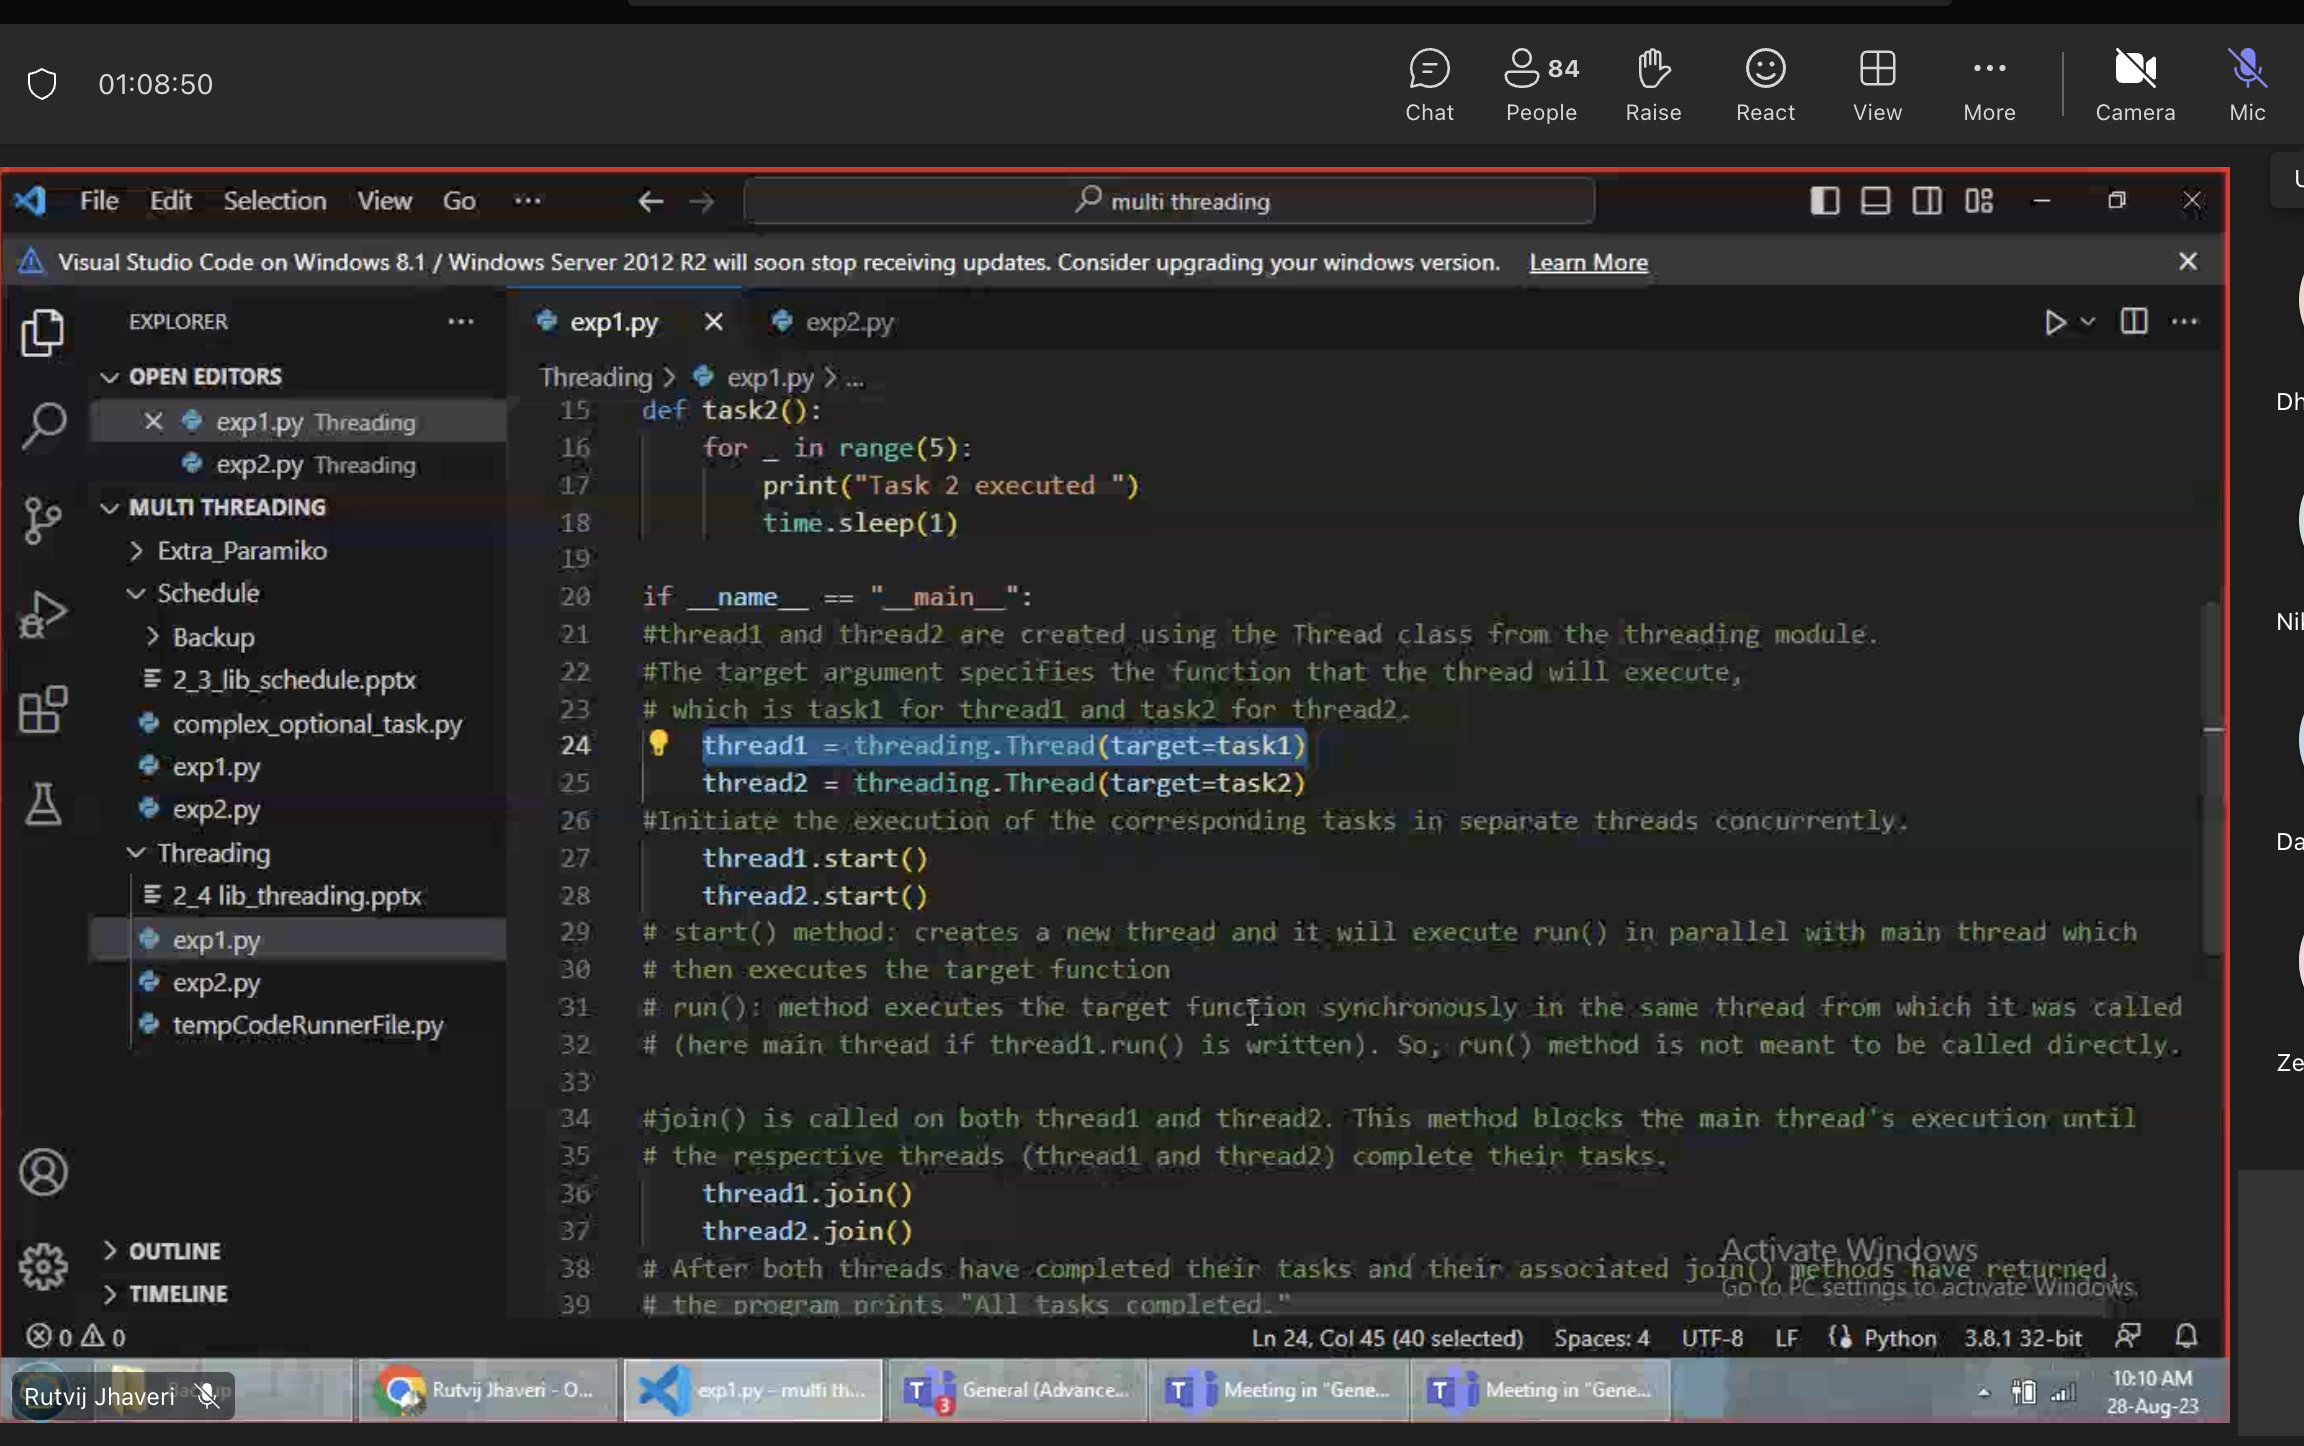 01:08:50
Chat
84
People
Raise
React
View
More
Camera
Mic
File Edit Selection View Go ...
multi threading
Visual Studio Code on Windows 8.1 / Windows Server 2012 R2 will soon stop receiving updates. Consider upgrading your windows version. Learn More
EXPLORER
OPEN EDITORS
exp1.py Threading
exp2.py Threading
MULTI THREADING
Extra_Paramiko
Schedule
Backup
2_3_lib_schedule.pptx
complex_optional_task.py
exp1.py
exp2.py
Threading
2_4 lib_threading.pptx
exp1.py
exp2.py
tempCodeRunnerFile.py
OUTLINE
TIMELINE
exp1.py
exp2.py
Threading > exp1.py > ...
15 def task2():
16 for _ in range(5):
17 print("Task 2 executed ")
18 time.sleep(1)
19
20 if __name__ == "__main__":
21 #thread1 and thread2 are created using the Thread class from the threading module.
22 #The target argument specifies the function that the thread will execute,
23 # which is task1 for thread1 and task2 for thread2.
24 thread1 = threading.Thread(target=task1)
25 thread2 = threading.Thread(target=task2)
26 #Initiate the execution of the corresponding tasks in separate threads concurrently.
27 thread1.start()
28 thread2.start()
29 # start() method: creates a new thread and it will execute run() in parallel with main thread which
30 # then executes the target function
31 # run(): method executes the target function synchronously in the same thread from which it was called
32 # (here main thread if thread1.run() is written). So, run() method is not meant to be called directly.
33
34 #join() is called on both thread1 and thread2. This method blocks the main thread's execution until
35 # the respective threads (thread1 and thread2) complete their tasks.
36 thread1.join()
37 thread2.join()
38 # After both threads have completed their tasks and their associated join() methods have returned,
39 # the program prints "All tasks completed."
Activate Windows
Go to PC settings to activate Windows.
0 0
Ln 24, Col 45 (40 selected) Spaces: 4 UTF-8 LF Python 3.8.1 32-bit
Rutvij Jhaveri
Rutvij Jhaveri - O...
exp1.py - multi th...
3
General (Advance...
Meeting in "Gene...
Meeting in "Gene...
10:10 AM
28-Aug-23
Dh
Nil
Da
Ze